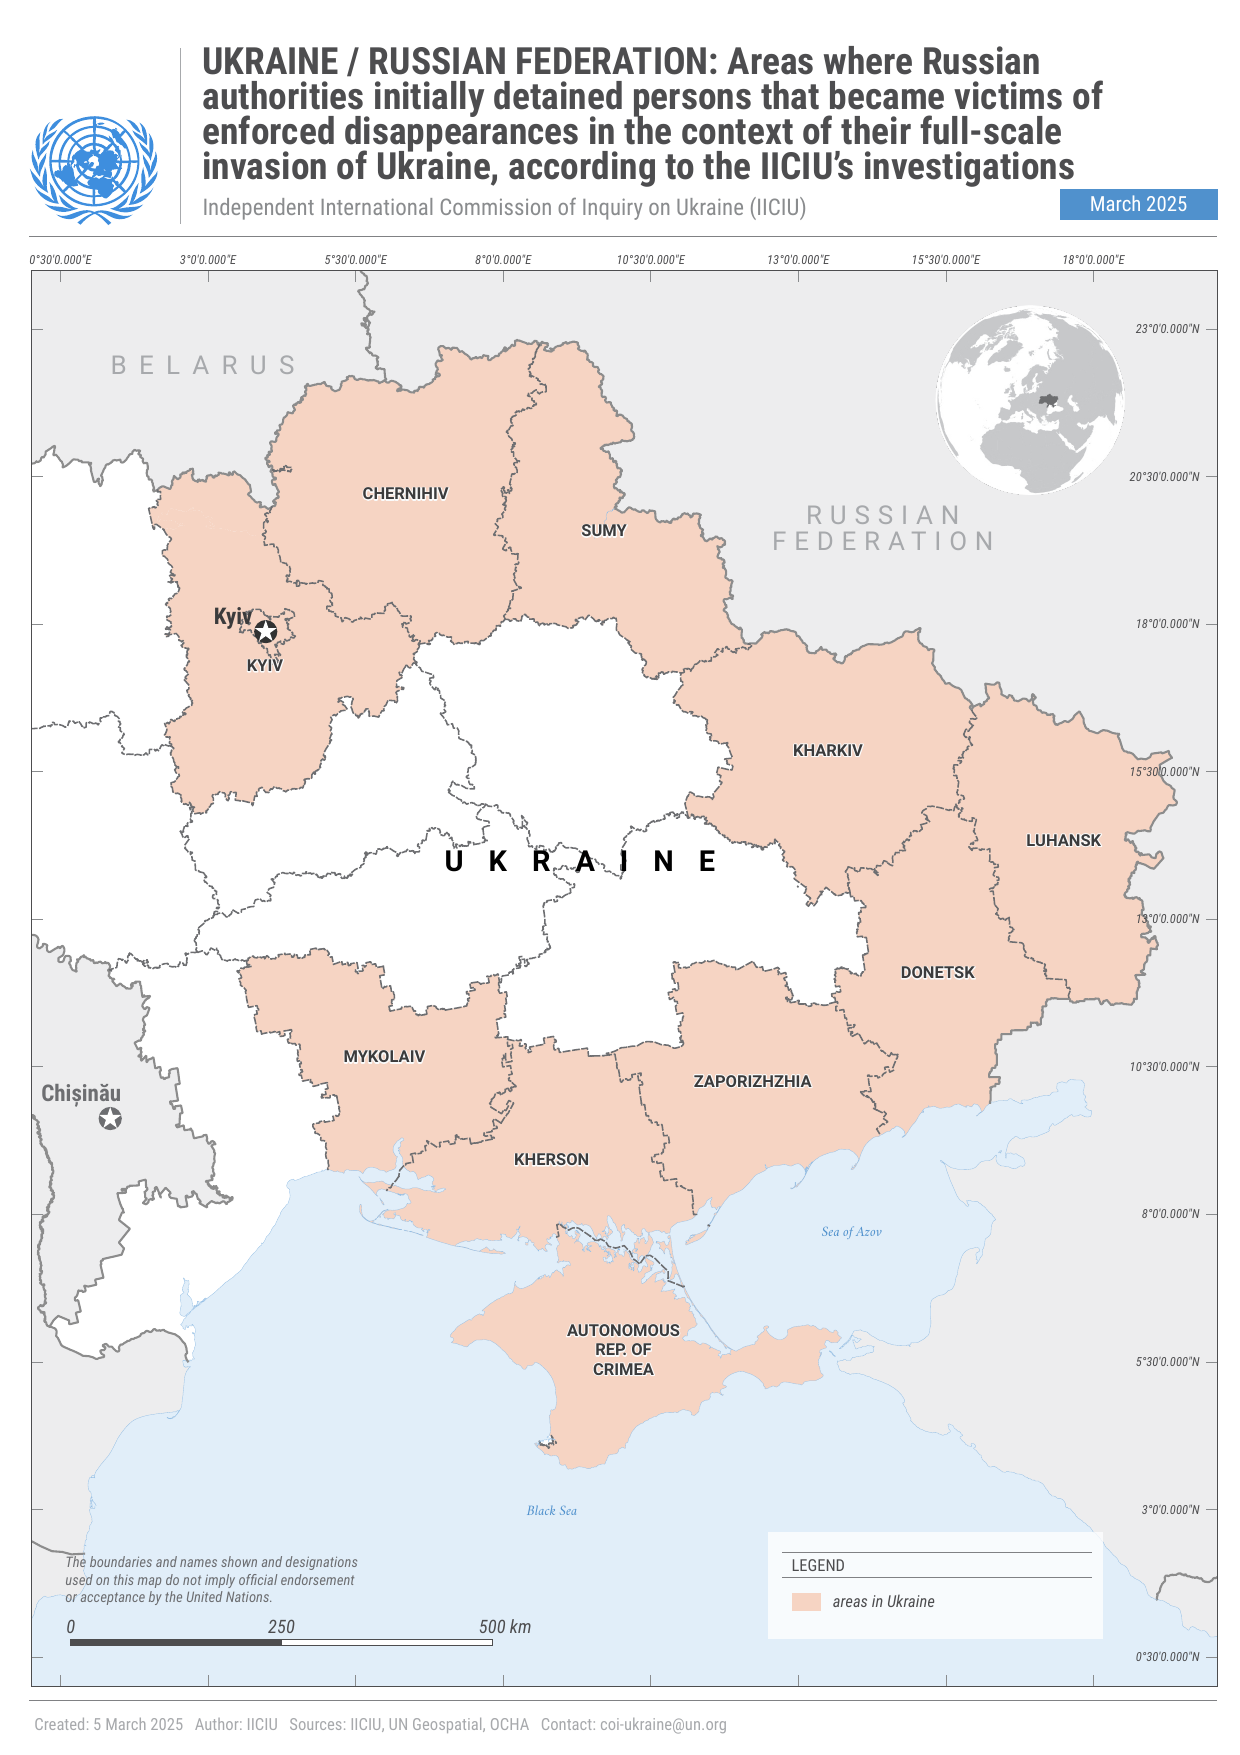 UKRAINE / RUSSIAN FEDERATION: Areas where Russian
authorities initially detained persons that became victims of
enforced disappearances in the context of their full-scale
invasion of Ukraine, according to the IICIU’s investigations
Independent International Commission of Inquiry on Ukraine (IICIU)
March 2025
0°30'0.000"E 3°0'0.000"E 5°30'0.000"E 8°0'0.000"E 10°30'0.000"E 13°0'0.000"E 15°30'0.000"E 18°0'0.000"E
23°0'0.000"N
BELARUS
20°30'0.000"N
CHERNIHIV
RUSSIAN
FEDERATION
SUMY
Kyiv
18°0'0.000"N
KYIV
KHARKIV
15°30'0.000"N
LUHANSK
UKRAINE
13°0'0.000"N
DONETSK
MYKOLAIV
10°30'0.000"N
ZAPORIZHZHIA
Chișinău
KHERSON
8°0'0.000"N
Sea of Azov
AUTONOMOUS
REP. OF
CRIMEA
5°30'0.000"N
Black Sea
3°0'0.000"N
The boundaries and names shown and designations
used on this map do not imply official endorsement
or acceptance by the United Nations.
LEGEND
areas in Ukraine
0 250 500 km
0°30'0.000"N
Created: 5 March 2025 Author: IICIU Sources: IICIU, UN Geospatial, OCHA Contact: coi-ukraine@un.org